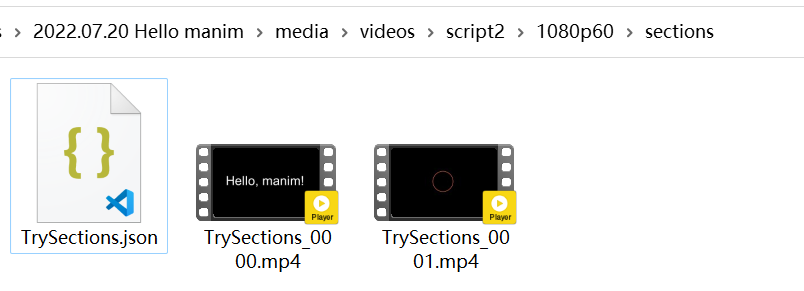 s > 2022.07.20 Hello manim > media > videos > script2 > 1080p60 > sections
Hello, manim!
Player
Player
TrySections.json
TrySections_00
00.mp4
TrySections_00
01.mp4